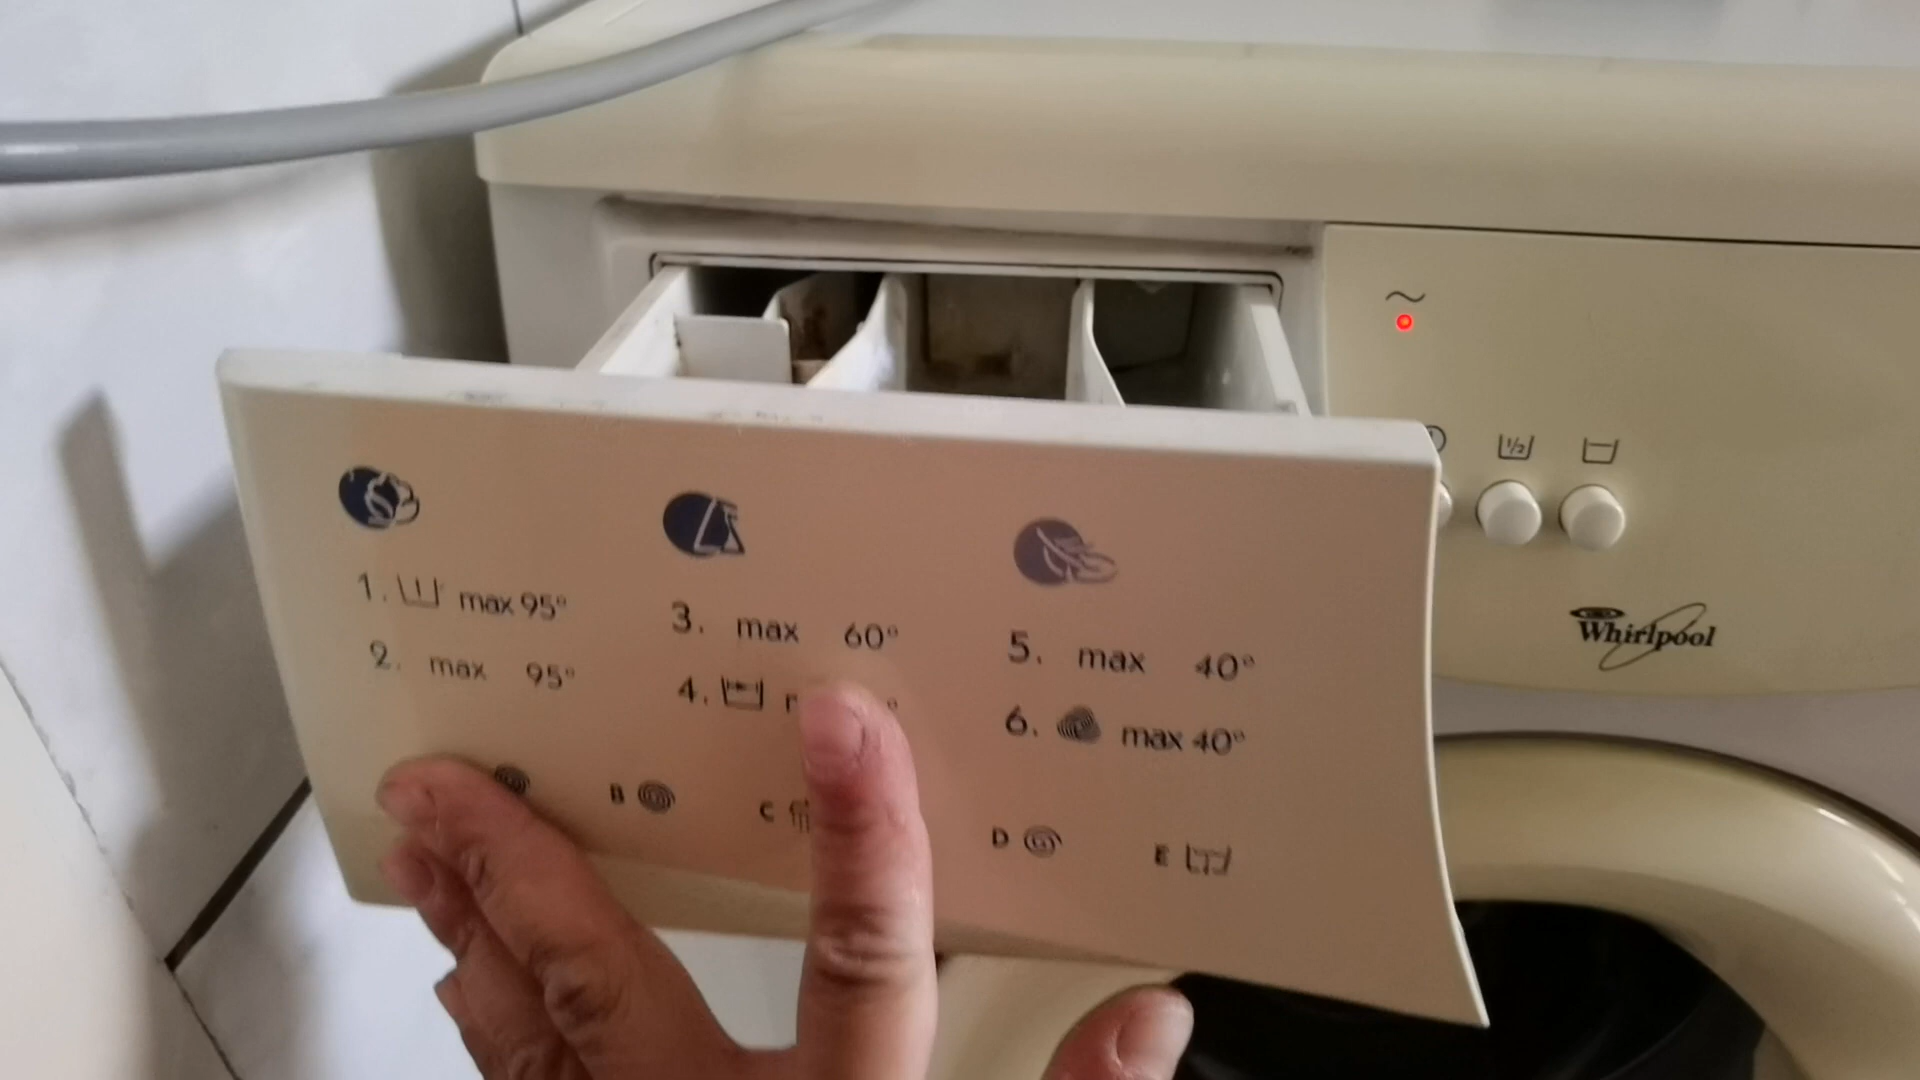 1. max 95°
2. max 95°
3. max 60°
4.
5. max 40°
6. max 40°
B
C
D
E
1/2
Whirlpool